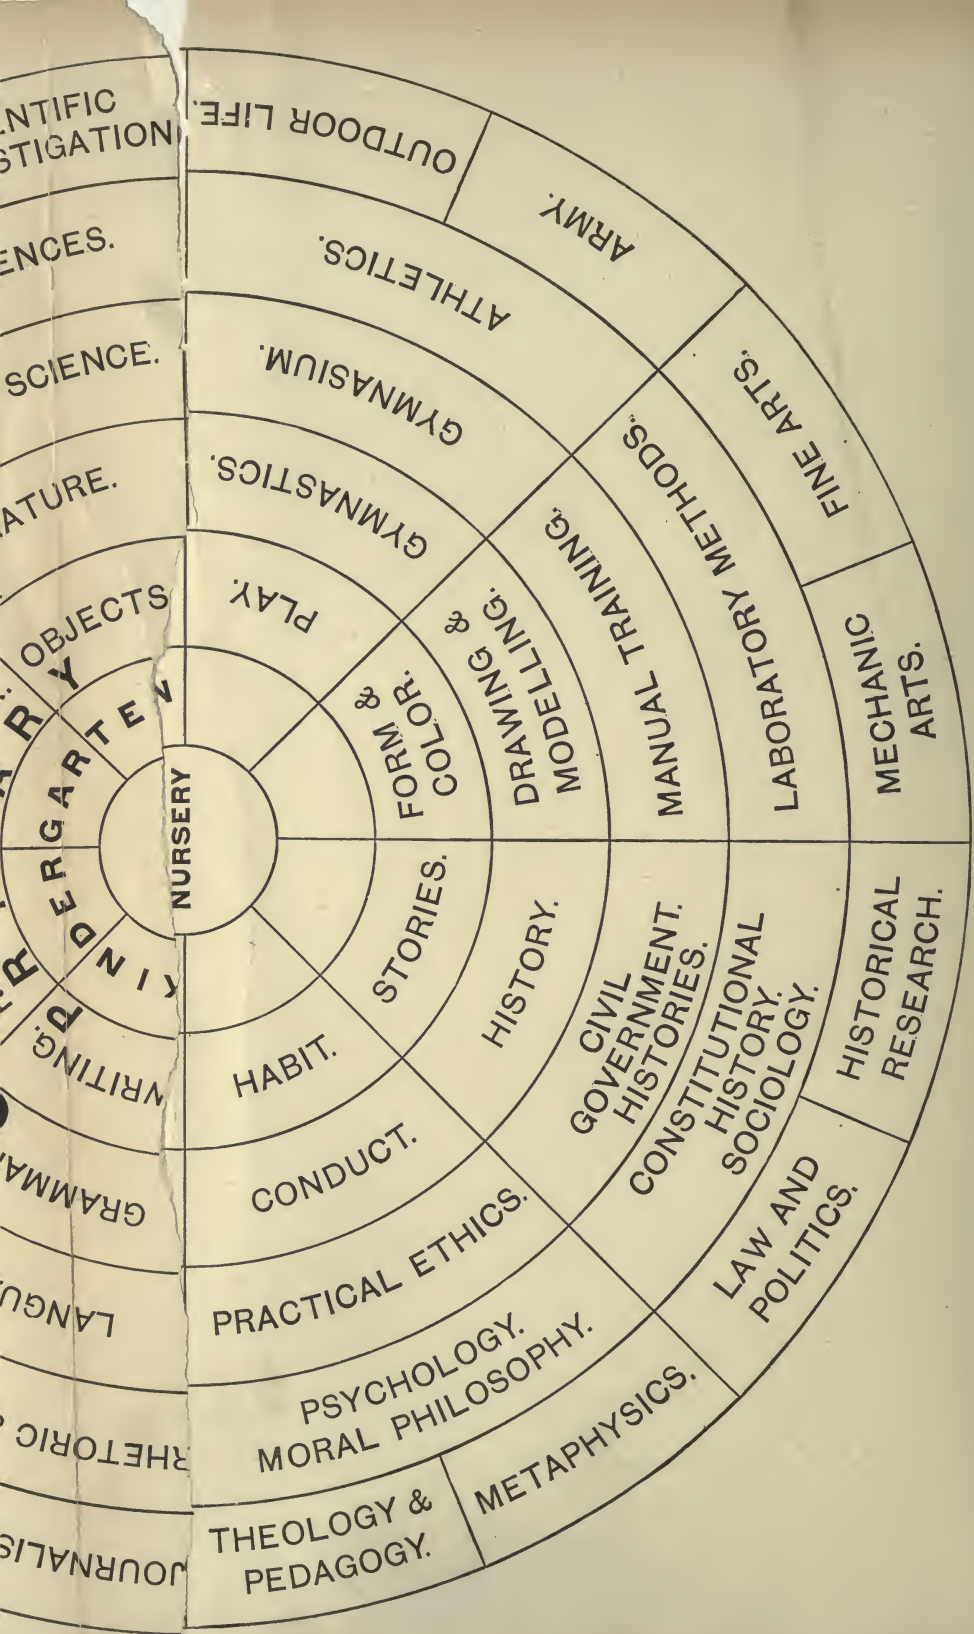 NURSERY
PLAY.
GYMNASTICS.
GYMNASIUM.
ATHLETICS.
OUTDOOR LIFE.
ARMY.
FORM &
COLOR.
DRAWING &
MODELLING.
MANUAL TRAINING.
LABORATORY METHODS.
FINE ARTS.
MECHANIC
ARTS.
STORIES.
HISTORY.
CIVIL
GOVERNMENT.
HISTORIES.
CONSTITUTIONAL
HISTORY.
SOCIOLOGY.
HISTORICAL
RESEARCH.
LAW AND
POLITICS.
HABIT.
CONDUCT.
PRACTICAL ETHICS.
PSYCHOLOGY.
MORAL PHILOSOPHY.
METAPHYSICS.
THEOLOGY &
PEDAGOGY.
KINDERGARTEN
OBJECTS
ATURE.
SCIENCE.
ENCES.
ENTIFIC
STIGATION
WRITING.
GRAMMA
LANGU
RHETORIC &
JOURNALIS